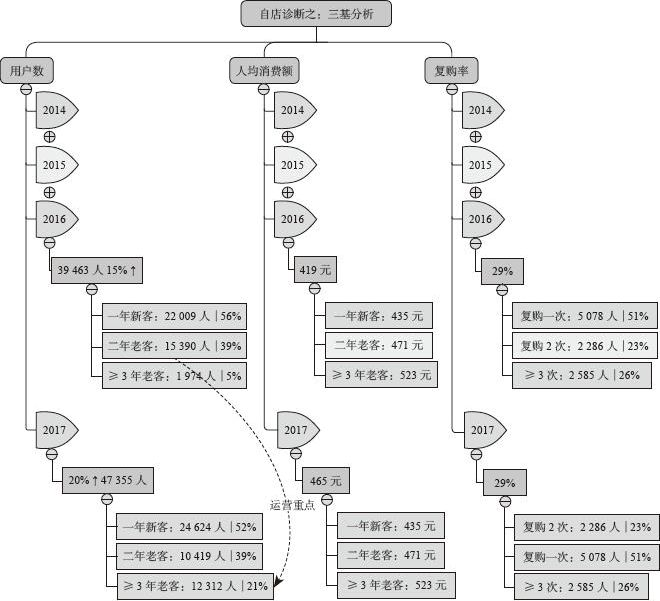 自店诊断之：三基分析
用户数
2014
2015
2016
39 463 人 15%↑
一年新客：22 009 人 | 56%
二年老客：15 390 人 | 39%
≥ 3 年老客：1 974 人 | 5%
2017
20%↑47 355 人
一年新客：24 624 人 | 52%
二年老客：10 419 人 | 39%
≥ 3 年老客：12 312 人 | 21%
运营重点
人均消费额
2014
2015
2016
419 元
一年新客：435 元
二年老客：471 元
≥ 3 年老客：523 元
2017
465 元
一年新客：435 元
二年老客：471 元
≥ 3 年老客：523 元
复购率
2014
2015
2016
29%
复购一次：5 078 人 | 51%
复购 2 次：2 286 人 | 23%
≥ 3 次：2 585 人 | 26%
2017
29%
复购 2 次：2 286 人 | 23%
复购一次：5 078 人 | 51%
≥ 3 次：2 585 人 | 26%